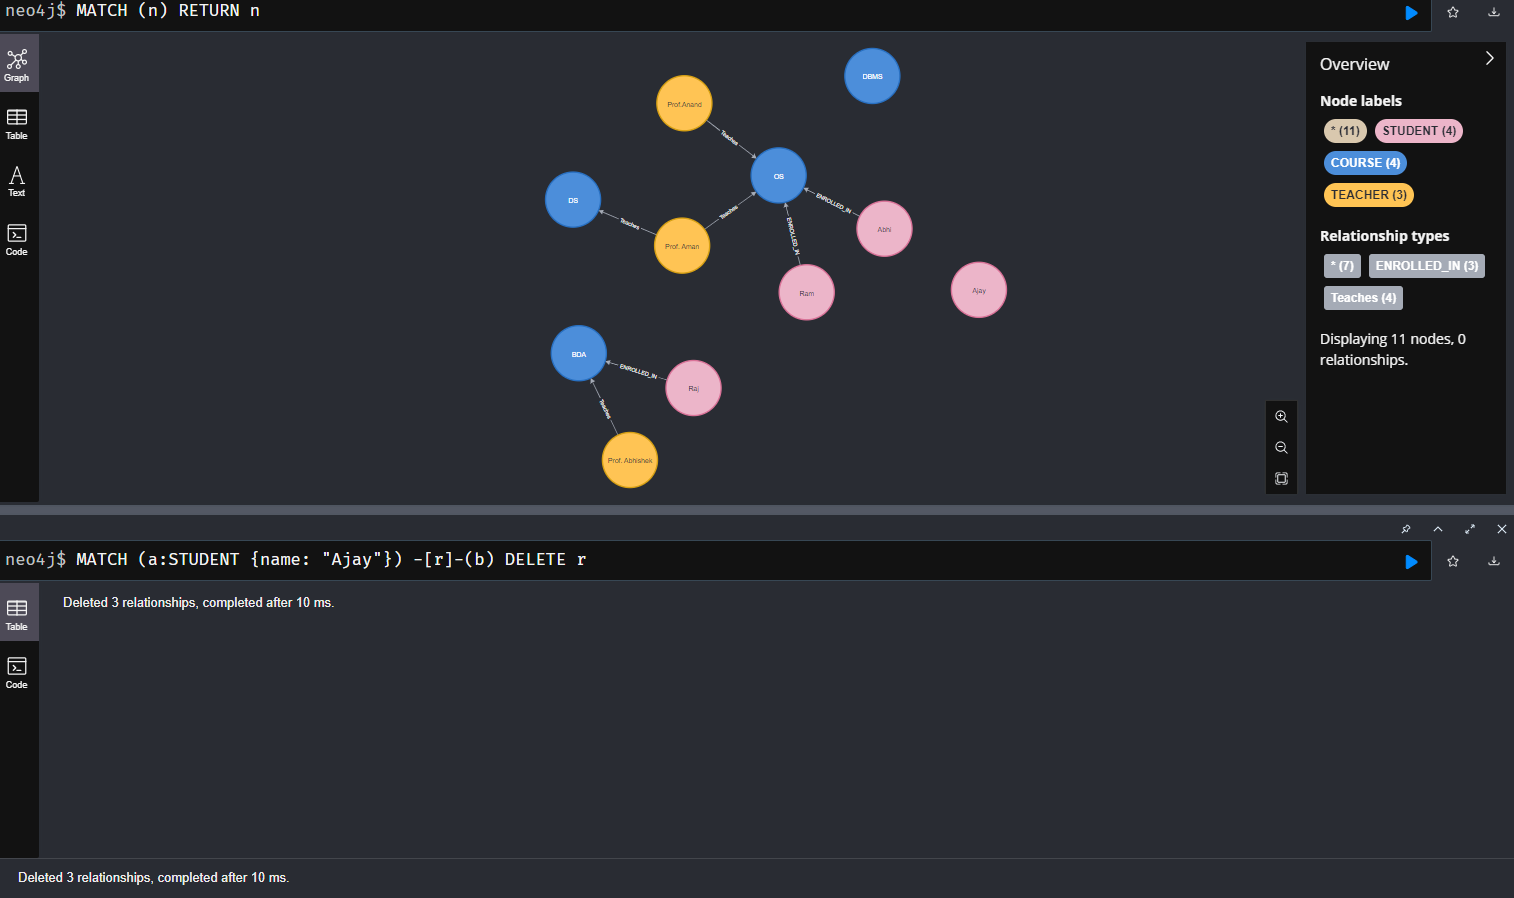 neo4j$ MATCH (n) RETURN n
Graph
Table
Text
Code
Prof.Anand
DBMS
Teaches
OS
DS
Teaches
Teaches
ENROLLED_IN
Abhi
Prof. Aman
ENROLLED_IN
Ram
Ajay
BDA
ENROLLED_IN
Raj
Teaches
Prof. Abhishek
Overview
Node labels
* (11) STUDENT (4)
COURSE (4)
TEACHER (3)
Relationship types
* (7) ENROLLED_IN (3)
Teaches (4)
Displaying 11 nodes, 0
relationships.
neo4j$ MATCH (a:STUDENT {name: "Ajay"}) -[r]-(b) DELETE r
Table
Code
Deleted 3 relationships, completed after 10 ms.
Deleted 3 relationships, completed after 10 ms.